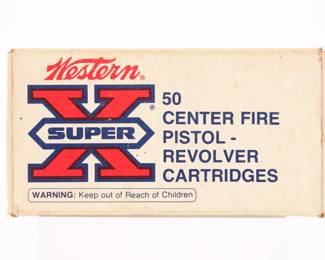 Western®
X
SUPER®
50
CENTER FIRE
PISTOL -
REVOLVER
CARTRIDGES
WARNING: Keep out of Reach of Children